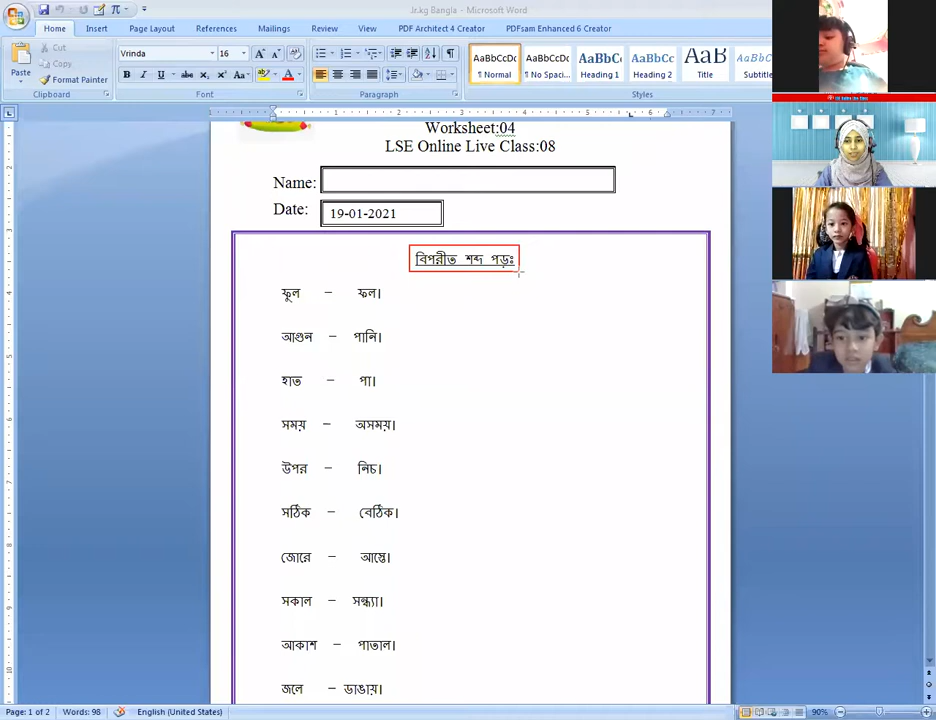 Jr.kg Bangla - Microsoft Word
Home Insert Page Layout References Mailings Review View PDF Architect 4 Creator PDFsam Enhanced 6 Creator
Paste
Cut
Copy
Format Painter
Clipboard
Vrinda 16
Font
Paragraph
AaBbCcDc AaBbCcDc AaBbC AaBbCc AaB AaBbCc
¶ Normal ¶ No Spaci... Heading 1 Heading 2 Title Subtitle
Styles
Worksheet:04
LSE Online Live Class:08
Name:
Date: 19-01-2021
বিপরীত শব্দ পড়ঃ
ফুল – ফল।
আগুন – পানি।
হাত – পা।
সময় – অসময়।
উপর – নিচ।
সঠিক – বেঠিক।
জোরে – আস্তে।
সকাল – সন্ধ্যা।
আকাশ – পাতাল।
জলে – ডাঙায়।
Page: 1 of 2 Words: 98 English (United States) 90%